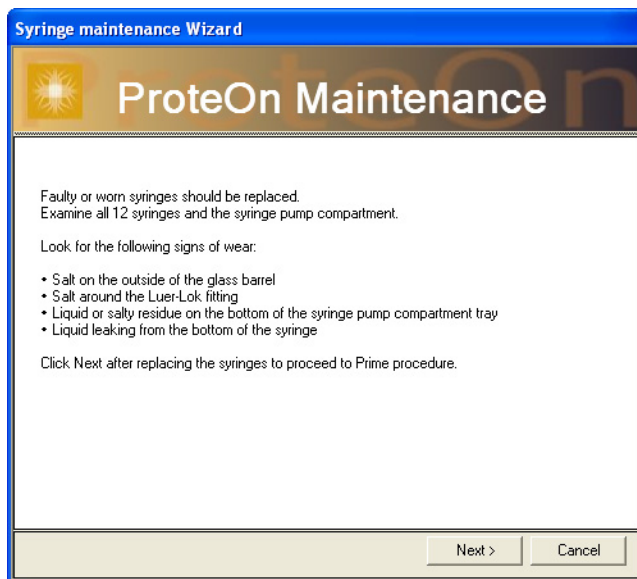 Syringe maintenance Wizard
ProteOn
ProteOn Maintenance
Faulty or worn syringes should be replaced.
Examine all 12 syringes and the syringe pump compartment.
Look for the following signs of wear:
• Salt on the outside of the glass barrel
• Salt around the Luer-Lok fitting
• Liquid or salty residue on the bottom of the syringe pump compartment tray
• Liquid leaking from the bottom of the syringe
Click Next after replacing the syringes to proceed to Prime procedure.
Next >
Cancel